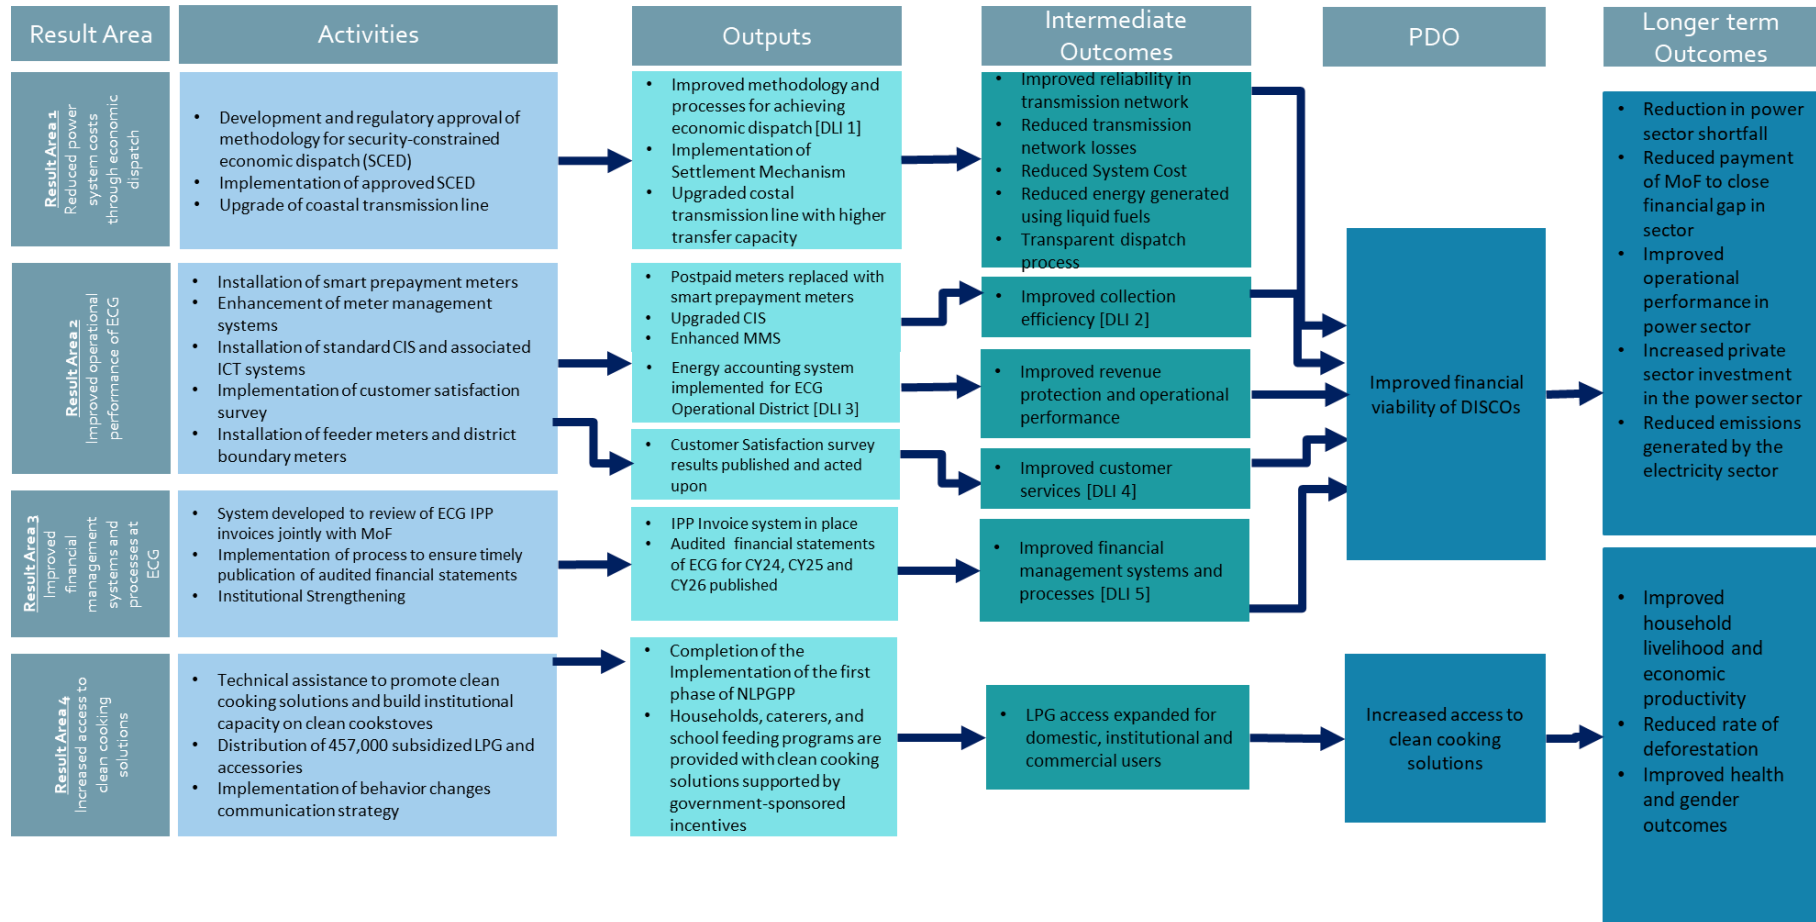 Result Area
Activities
Outputs
Intermediate
Outcomes
PDO
Longer term
Outcomes
Result Area 1
Reduced power
system costs
through economic
dispatch
• Development and regulatory approval of
methodology for security-constrained
economic dispatch (SCED)
• Implementation of approved SCED
• Upgrade of coastal transmission line
• Improved methodology and
processes for achieving
economic dispatch [DLI 1]
• Implementation of
Settlement Mechanism
• Upgraded costal
transmission line with higher
transfer capacity
• Improved reliability in
transmission network
• Reduced transmission
network losses
• Reduced System Cost
• Reduced energy generated
using liquid fuels
• Transparent dispatch
process
Result Area 2
Improved operational
performance of ECG
• Installation of smart prepayment meters
• Enhancement of meter management
systems
• Installation of standard CIS and associated
ICT systems
• Implementation of customer satisfaction
survey
• Installation of feeder meters and district
boundary meters
• Postpaid meters replaced with
smart prepayment meters
• Upgraded CIS
• Enhanced MMS
• Energy accounting system
implemented for ECG
Operational District [DLI 3]
• Customer Satisfaction survey
results published and acted
upon
• Improved collection
efficiency [DLI 2]
• Improved revenue
protection and operational
performance
• Improved customer
services [DLI 4]
Result Area 3
Improved
financial
management
systems and
processes at
ECG
• System developed to review of ECG IPP
invoices jointly with MoF
• Implementation of process to ensure timely
publication of audited financial statements
• Institutional Strengthening
• IPP Invoice system in place
• Audited financial statements
of ECG for CY24, CY25 and
CY26 published
• Improved financial
management systems and
processes [DLI 5]
Improved financial
viability of DISCOs
• Reduction in power
sector shortfall
• Reduced payment
of MoF to close
financial gap in
sector
• Improved
operational
performance in
power sector
• Increased private
sector investment
in the power sector
• Reduced emissions
generated by the
electricity sector
Result Area 4
Increased access to
clean cooking
solutions
• Technical assistance to promote clean
cooking solutions and build institutional
capacity on clean cookstoves
• Distribution of 457,000 subsidized LPG and
accessories
• Implementation of behavior changes
communication strategy
• Completion of the
Implementation of the first
phase of NLPGPP
• Households, caterers, and
school feeding programs are
provided with clean cooking
solutions supported by
government-sponsored
incentives
• LPG access expanded for
domestic, institutional and
commercial users
Increased access to
clean cooking
solutions
• Improved
household
livelihood and
economic
productivity
• Reduced rate of
deforestation
• Improved health
and gender
outcomes